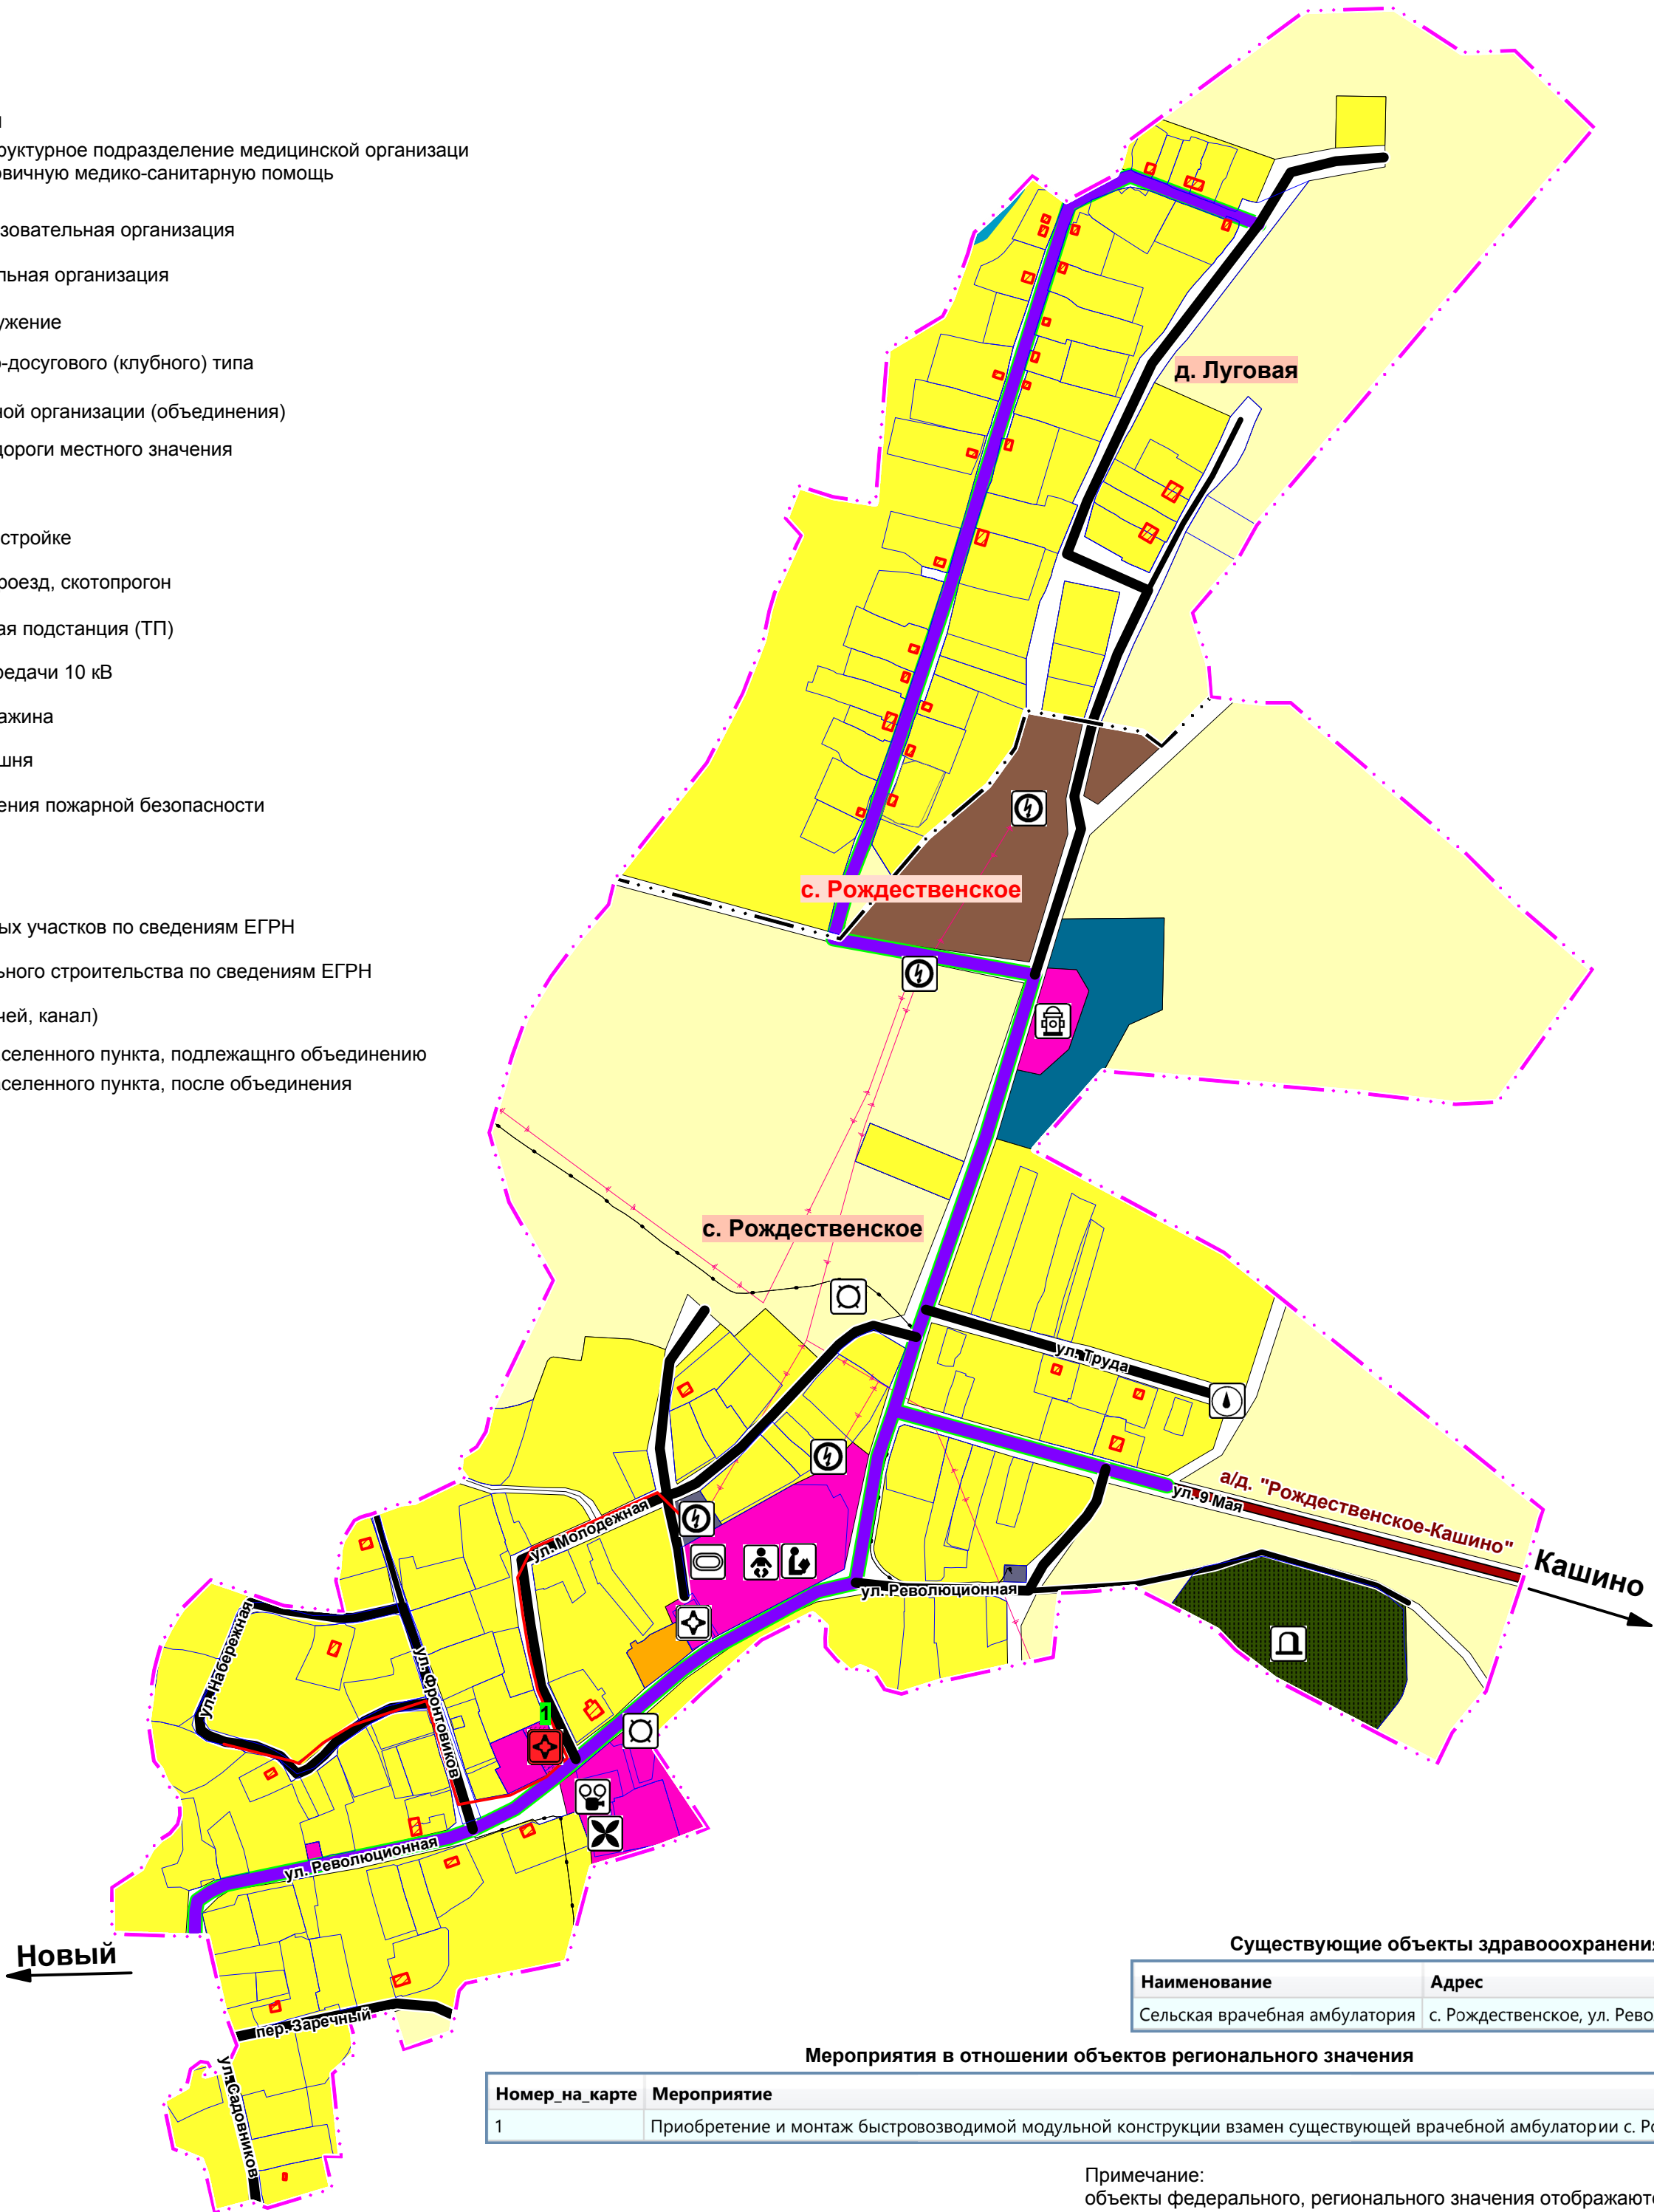 руктурное подразделение медицинской организаци
овичную медико-санитарную помощь
зовательная организация
льная организация
ужение
-досугового (клубного) типа
ной организации (объединения)
дороги местного значения
стройке
роезд, скотопрогон
ая подстанция (ТП)
редачи 10 кВ
ажина
шня
ения пожарной безопасности
ых участков по сведениям ЕГРН
ьного строительства по сведениям ЕГРН
чей, канал)
селенного пункта, подлежащнго объединению
селенного пункта, после объединения
д. Луговая
с. Рождественское
с. Рождественское
ул. Труда
а/д. "Рождественское-Кашино"
ул. 9 Мая
Кашино
ул. Молодежная
ул. Революционная
ул. Набережная
ул. Фронтовиков
1
ул. Революционная
Новый
пер. Заречный
ул. Садовников
Существующие объекты здравооохранения
Наименование Адрес
Сельская врачебная амбулатория с. Рождественское, ул. Рево
Мероприятия в отношении объектов регионального значения
Номер_на_карте Мероприятие
1 Приобретение и монтаж быстровозводимой модульной конструкции взамен существующей врачебной амбулатории с. Ро
Примечание:
объекты федерального, регионального значения отображаютс